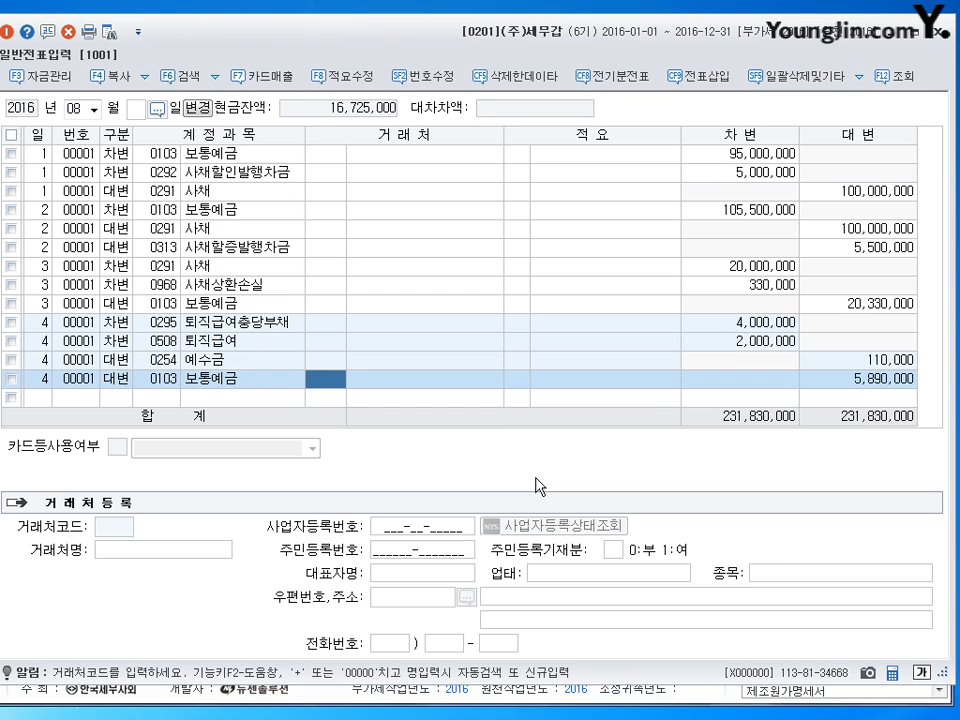 [0201](주)세무갑 (6기) 2016-01-01 ~ 2016-12-31 [부가세
Younglin.com Y.
일반전표입력 [1001]
F3 자금관리 F4 복사 F6 검색 F7 카드매출 F8 적요수정 SF2 번호수정 CF5 삭제한데이타 CF8 전기분전표 CF9 전표삽입 SF5 일괄삭제및기타 F12 조회
2016 년 08 월 일 변경 현금잔액: 16,725,000 대차차액:
일 번호 구분 계정과목 거래처 적요 차변 대변
1 00001 차변 0103 보통예금 95,000,000
1 00001 차변 0292 사채할인발행차금 5,000,000
1 00001 대변 0291 사채 100,000,000
2 00001 차변 0103 보통예금 105,500,000
2 00001 대변 0291 사채 100,000,000
2 00001 대변 0313 사채할증발행차금 5,500,000
3 00001 차변 0291 사채 20,000,000
3 00001 차변 0968 사채상환손실 330,000
3 00001 대변 0103 보통예금 20,330,000
4 00001 차변 0295 퇴직급여충당부채 4,000,000
4 00001 차변 0508 퇴직급여 2,000,000
4 00001 대변 0254 예수금 110,000
4 00001 대변 0103 보통예금 5,890,000
합 계 231,830,000 231,830,000
카드등사용여부
거래처등록
거래처코드: 사업자등록번호: ___-__-_____ NTS 사업자등록상태조회
거래처명: 주민등록번호: ______-_______ 주민등록기재분: 0:부 1:여
대표자명: 업태: 종목:
우편번호,주소:
전화번호: ) -
알림: 거래처코드를 입력하세요. 기능키F2-도움창, '+' 또는 '00000'치고 명입력시 자동검색 또 신규입력 [X000000] 113-81-34668 가
주 최 : 한국세무사회 개발자 : 뉴젠솔루션 부가세작업년도 : 2016 원천작업년도 : 2016 소정귀속년도 : 제조원가명세서